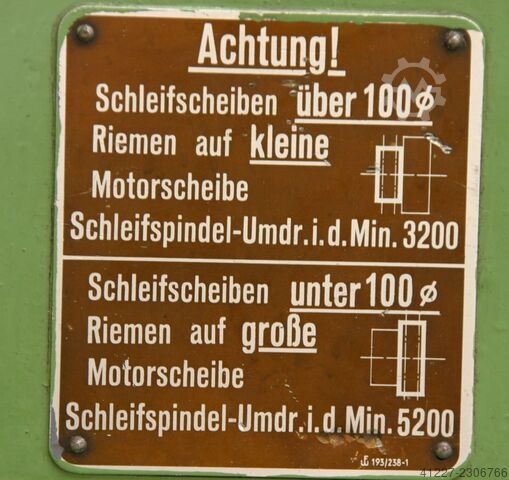 Achtung!
Schleifscheiben über 100 ⌀
Riemen auf kleine
Motorscheibe
Schleifspindel-Umdr.i.d.Min. 3200
Schleifscheiben unter 100 ⌀
Riemen auf große
Motorscheibe
Schleifspindel-Umdr.i.d.Min. 5200
193/238-1
41227-2306766